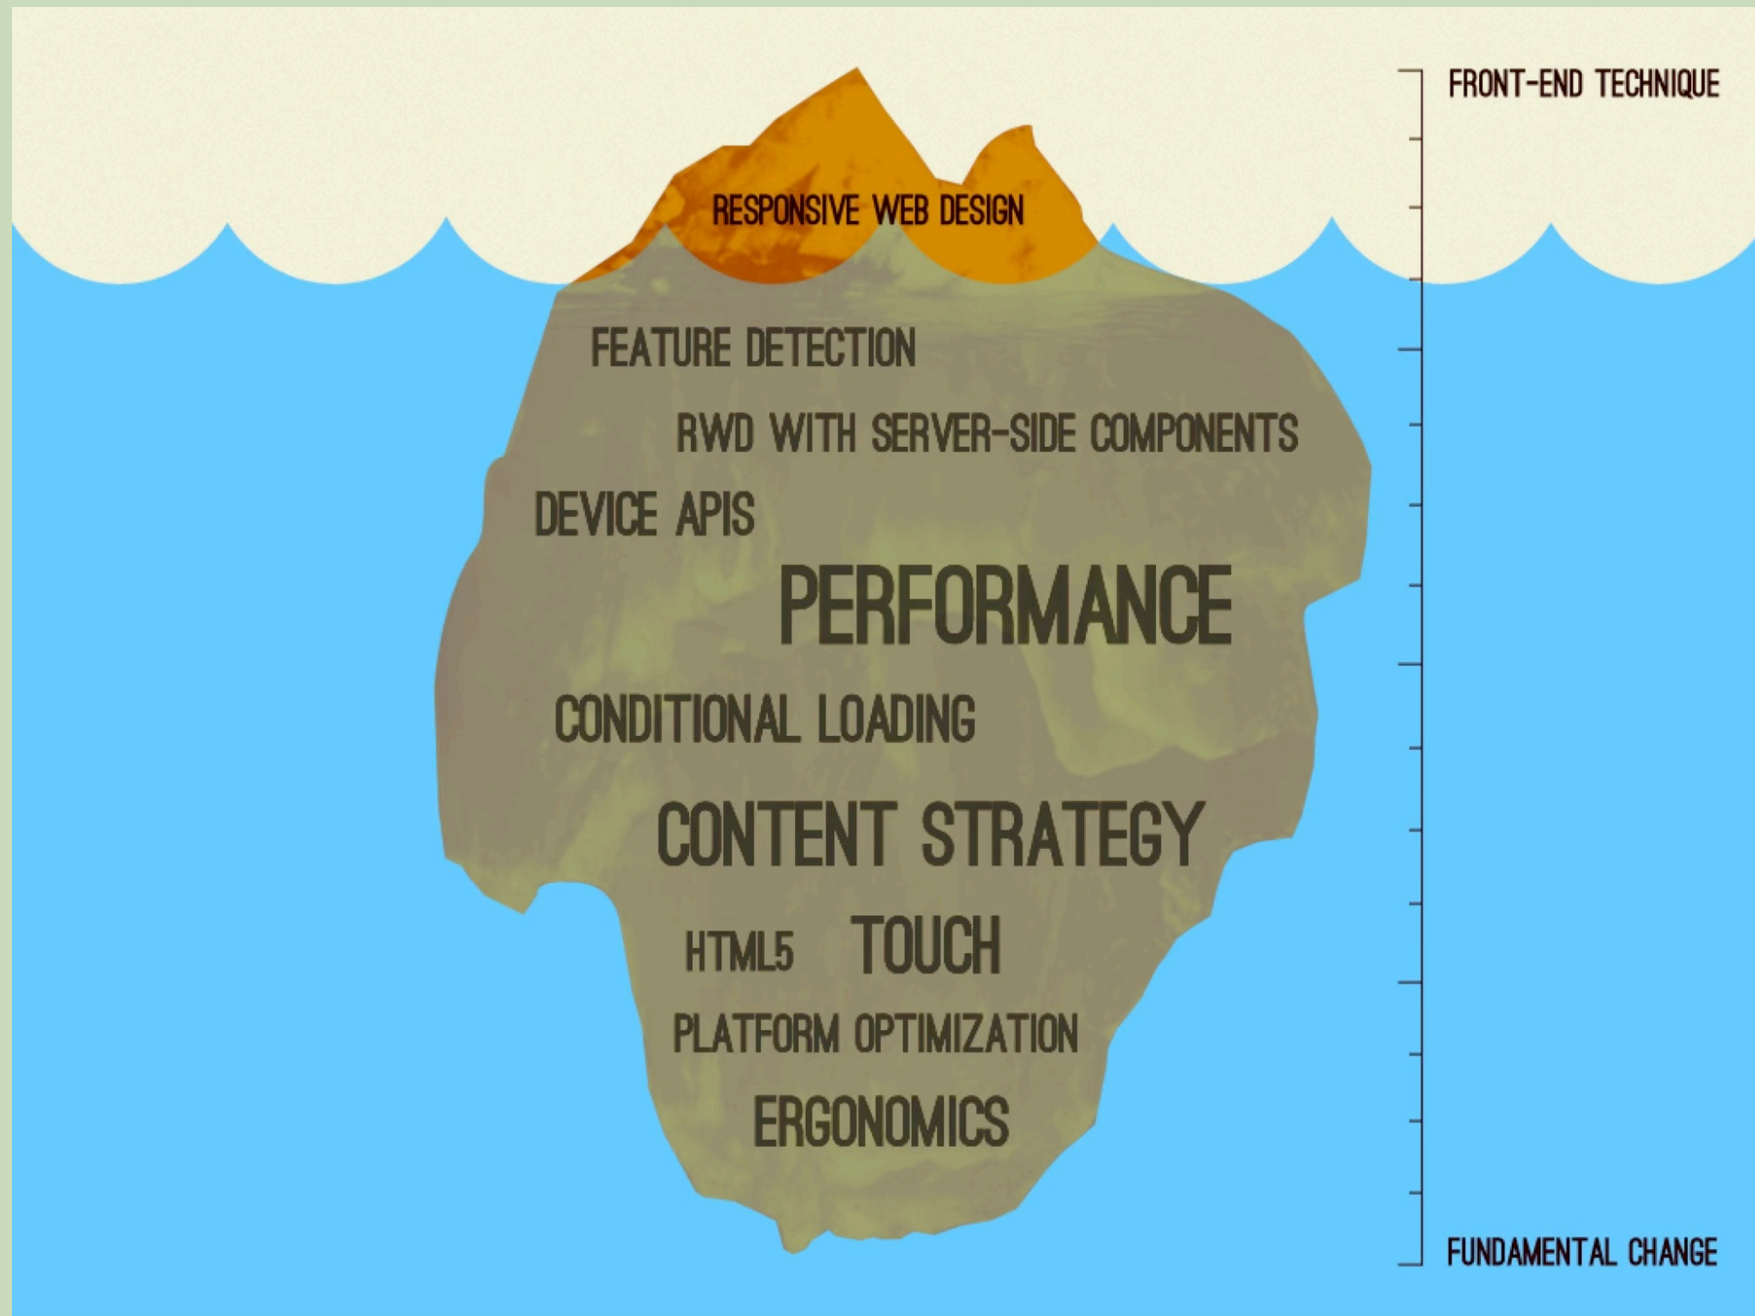 FRONT-END TECHNIQUE
RESPONSIVE WEB DESIGN
FEATURE DETECTION
RWD WITH SERVER-SIDE COMPONENTS
DEVICE APIS
PERFORMANCE
CONDITIONAL LOADING
CONTENT STRATEGY
HTML5 TOUCH
PLATFORM OPTIMIZATION
ERGONOMICS
FUNDAMENTAL CHANGE